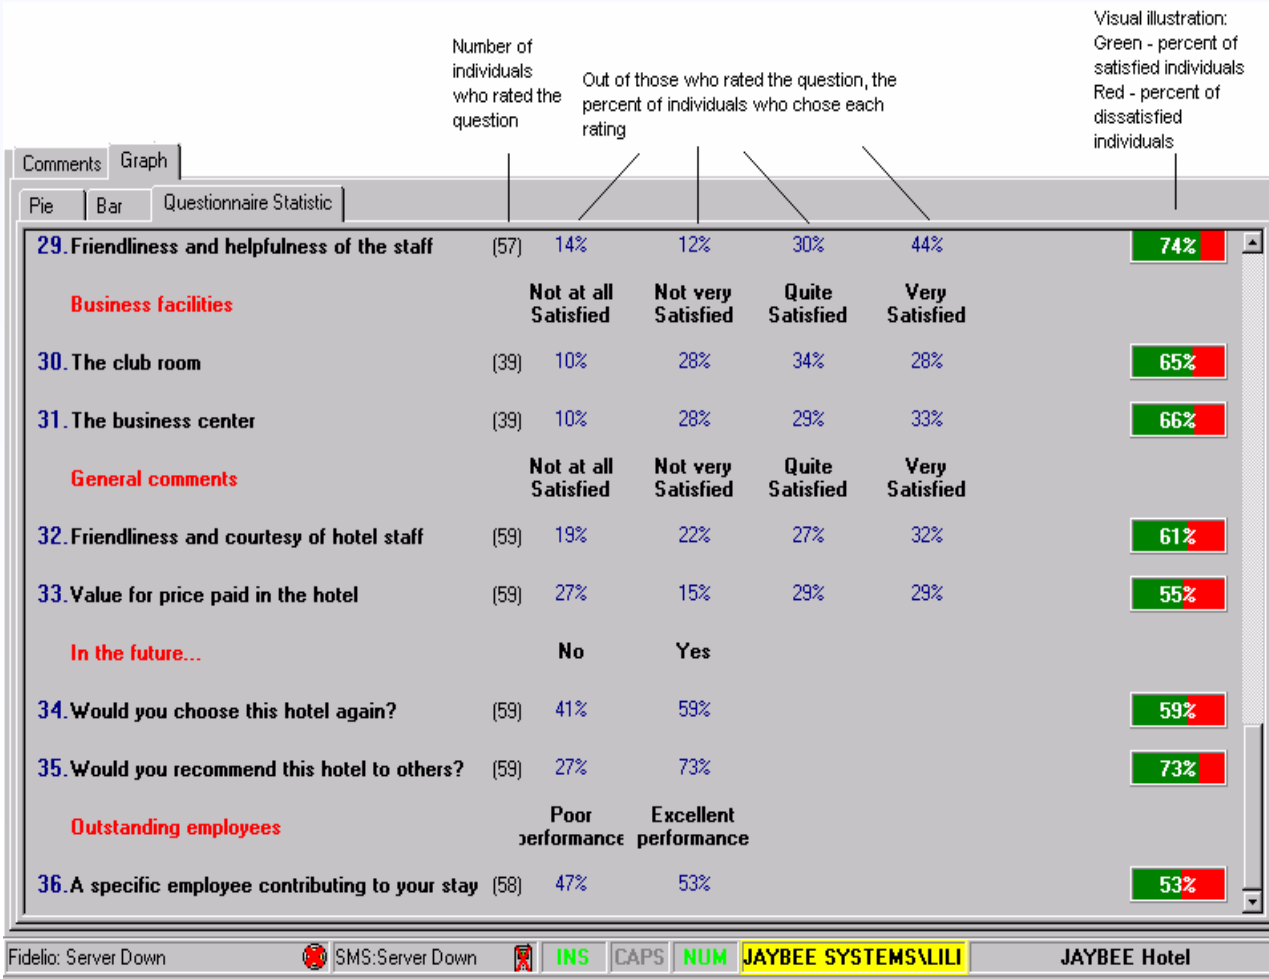 Visual illustration:
Green - percent of
satisfied individuals
Red - percent of
dissatisfied
individuals
Number of
individuals
who rated the
question
Out of those who rated the question, the
percent of individuals who chose each
rating
Comments Graph
Pie Bar Questionnaire Statistic
29. Friendliness and helpfulness of the staff (57) 14% 12% 30% 44% 74%
Business facilities Not at all Satisfied Not very Satisfied Quite Satisfied Very Satisfied
30. The club room (39) 10% 28% 34% 28% 65%
31. The business center (39) 10% 28% 29% 33% 66%
General comments Not at all Satisfied Not very Satisfied Quite Satisfied Very Satisfied
32. Friendliness and courtesy of hotel staff (59) 19% 22% 27% 32% 61%
33. Value for price paid in the hotel (59) 27% 15% 29% 29% 55%
In the future... No Yes
34. Would you choose this hotel again? (59) 41% 59% 59%
35. Would you recommend this hotel to others? (59) 27% 73% 73%
Outstanding employees Poor performance Excellent performance
36. A specific employee contributing to your stay (58) 47% 53% 53%
Fidelio: Server Down SMS:Server Down INS CAPS NUM JAYBEE SYSTEMS\LILI JAYBEE Hotel